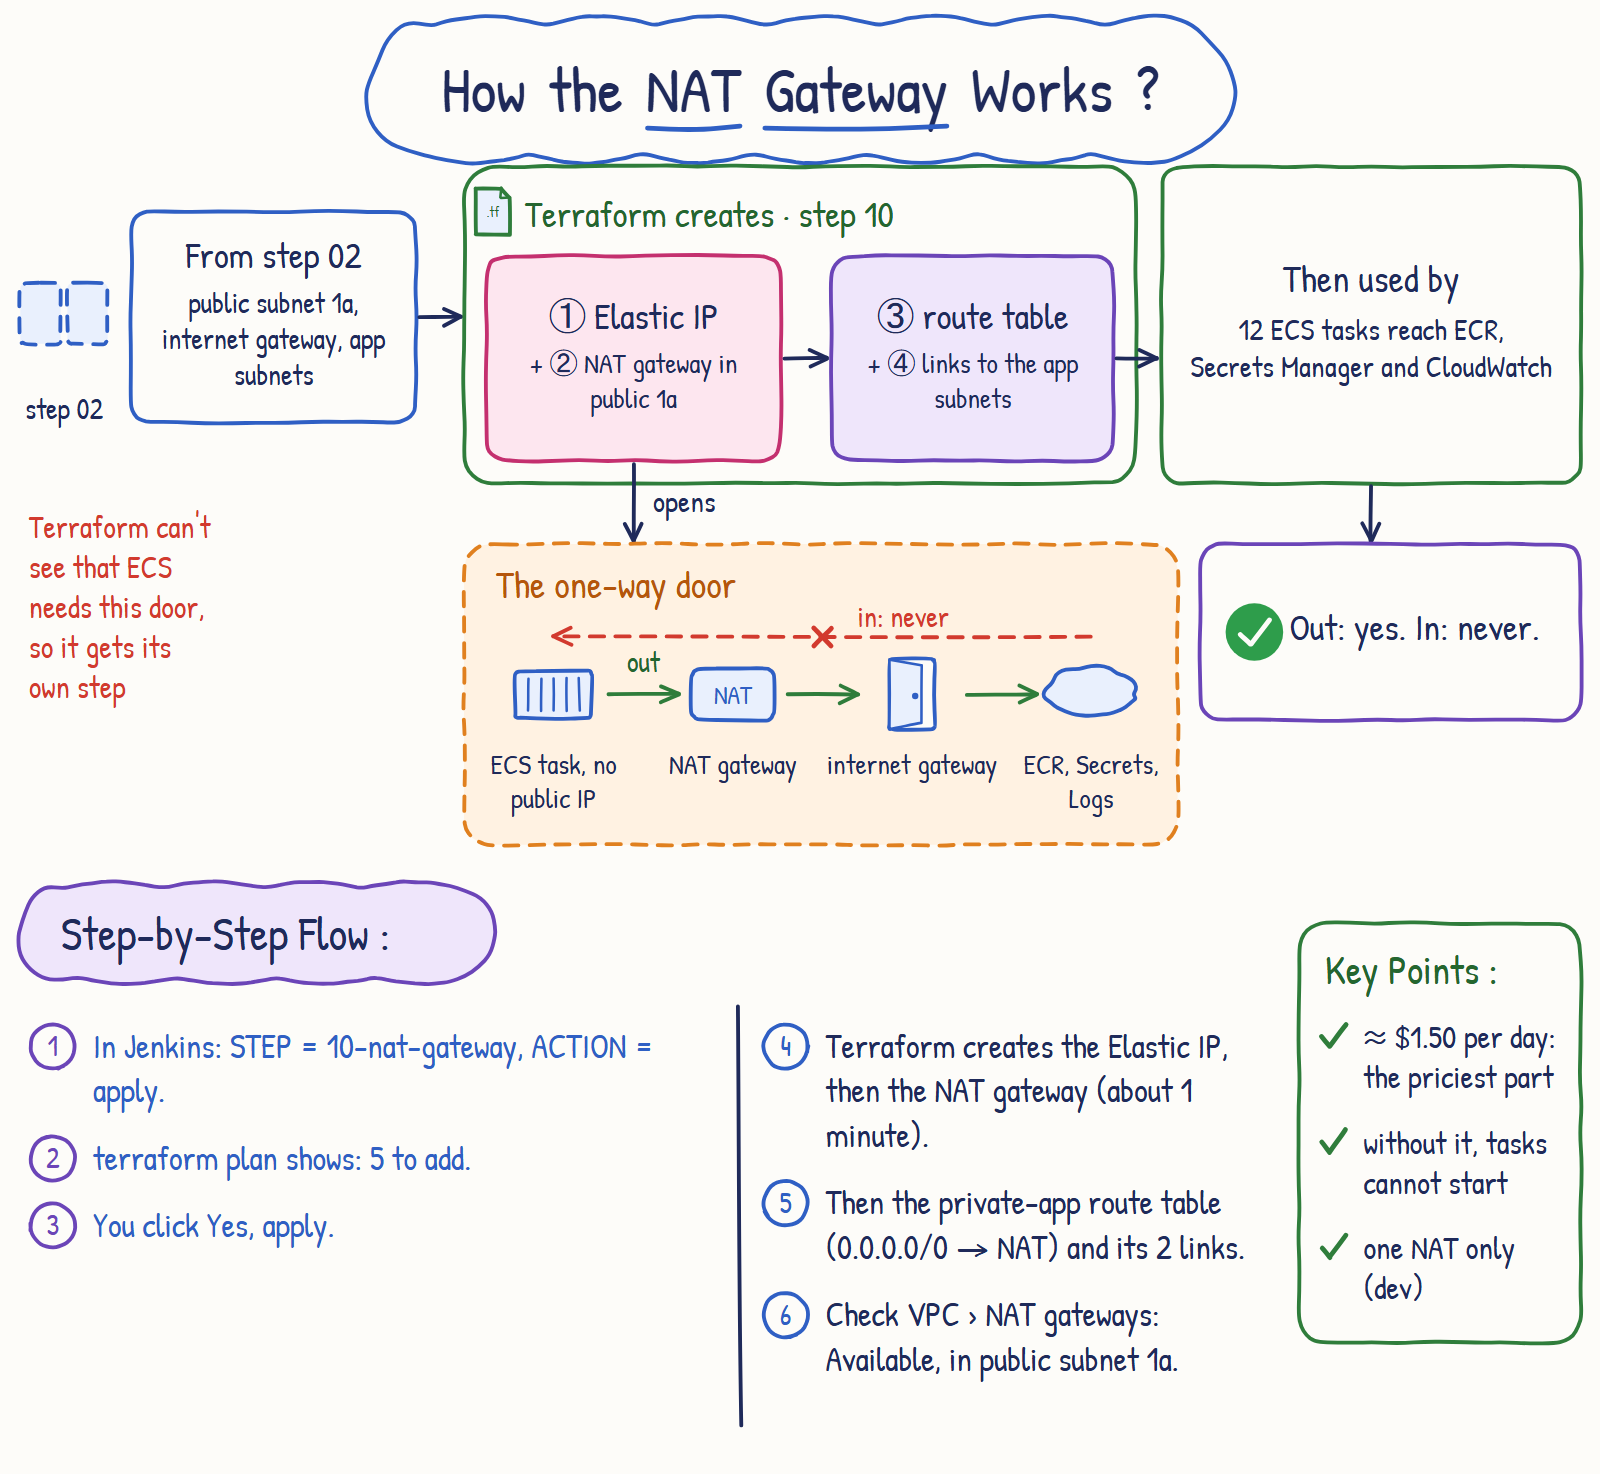 How the NAT Gateway Works ?
.tf
Terraform creates · step 10
From step 02
public subnet 1a,
internet gateway, app
subnets
step 02
① Elastic IP
+ ② NAT gateway in
public 1a
③ route table
+ ④ links to the app
subnets
Then used by
12 ECS tasks reach ECR,
Secrets Manager and CloudWatch
opens
Terraform can't
see that ECS
needs this door,
so it gets its
own step
The one-way door
in: never
out
NAT
ECS task, no
public IP
NAT gateway
internet gateway
ECR, Secrets,
Logs
Out: yes. In: never.
Step-by-Step Flow :
1 In Jenkins: STEP = 10-nat-gateway, ACTION =
apply.
2 terraform plan shows: 5 to add.
3 You click Yes, apply.
4 Terraform creates the Elastic IP,
then the NAT gateway (about 1
minute).
5 Then the private-app route table
(0.0.0.0/0 → NAT) and its 2 links.
6 Check VPC › NAT gateways:
Available, in public subnet 1a.
Key Points :
≈ $1.50 per day:
the priciest part
without it, tasks
cannot start
one NAT only
(dev)